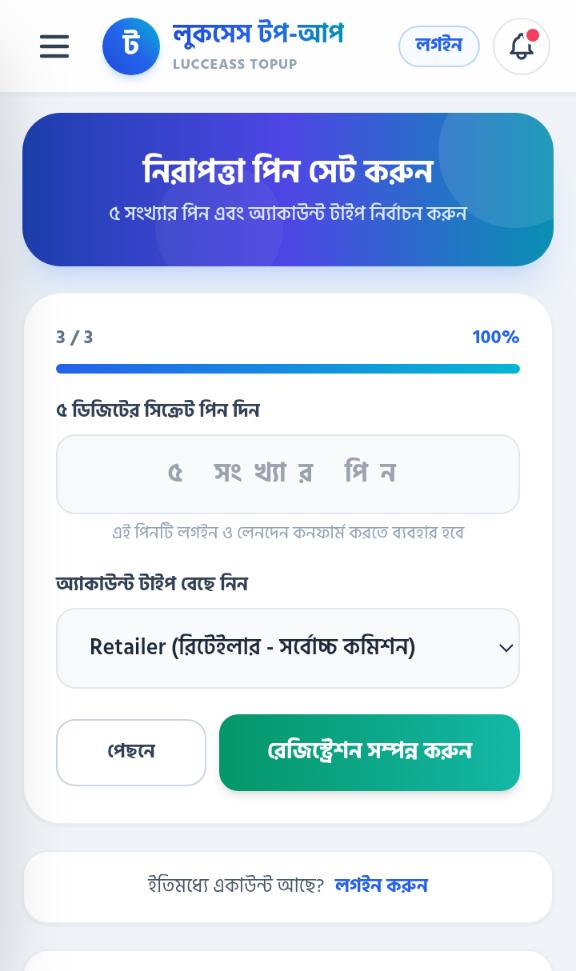 ট
লুকসেস টপ-আপ
LUCCEASS TOPUP
লগইন
নিরাপত্তা পিন সেট করুন
৫ সংখ্যার পিন এবং অ্যাকাউন্ট টাইপ নির্বাচন করুন
3 / 3
100%
৫ ডিজিটের সিক্রেট পিন দিন
৫ সংখ্যার পিন
এই পিনটি লগইন ও লেনদেন কনফার্ম করতে ব্যবহার হবে
অ্যাকাউন্ট টাইপ বেছে নিন
Retailer (রিটেইলার - সর্বোচ্চ কমিশন)
পেছনে
রেজিস্ট্রেশন সম্পন্ন করুন
ইতিমধ্যে একাউন্ট আছে? লগইন করুন